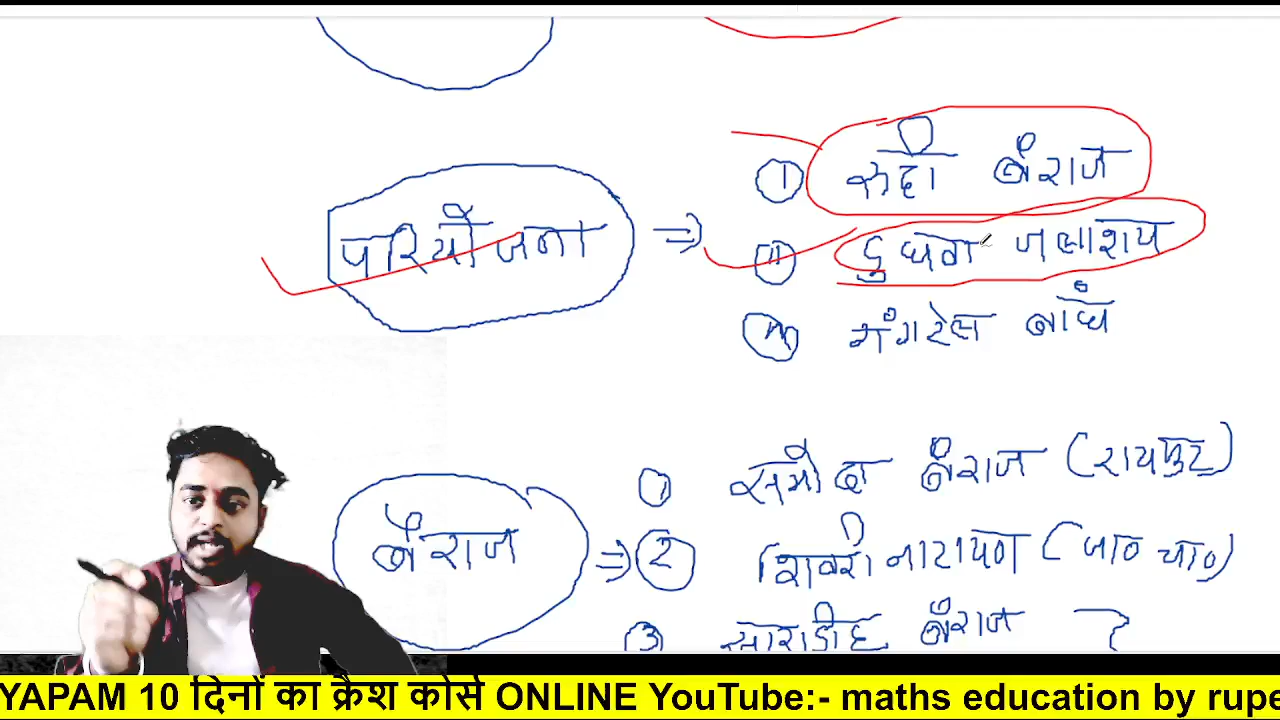 परियोजना ⇒
① रूद्री बैराज
② दुधवा जलाशय
③ गंगरेल बांध
बैराज ⇒
① समोदा बैराज (रायपुर)
② शिवरी नारायण (जा० चा०)
③ साराडीह बैराज
YAPAM 10 दिनों का क्रैश कोर्स ONLINE YouTube:- maths education by rupe